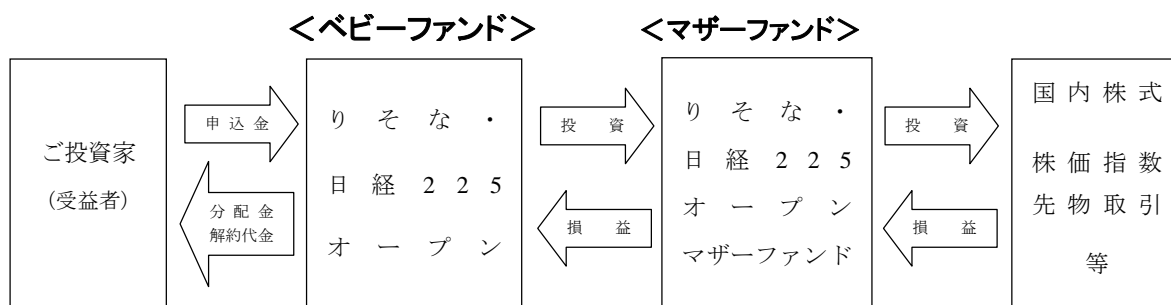 ＜ベビーファンド＞
＜マザーファンド＞
ご投資家
(受益者)
申込金
分配金
解約代金
りそな・
日経２２５
オープン
投資
損益
りそな・
日経２２５
オープン
マザーファンド
投資
損益
国内株式
株価指数
先物取引
等